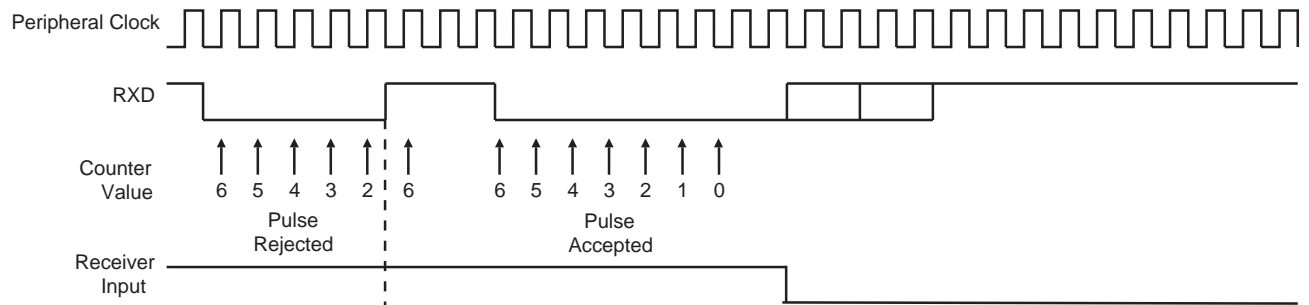 Peripheral Clock
RXD
Counter
Value
6 5 4 3 2 6 6 5 4 3 2 1 0
Pulse
Rejected
Pulse
Accepted
Receiver
Input